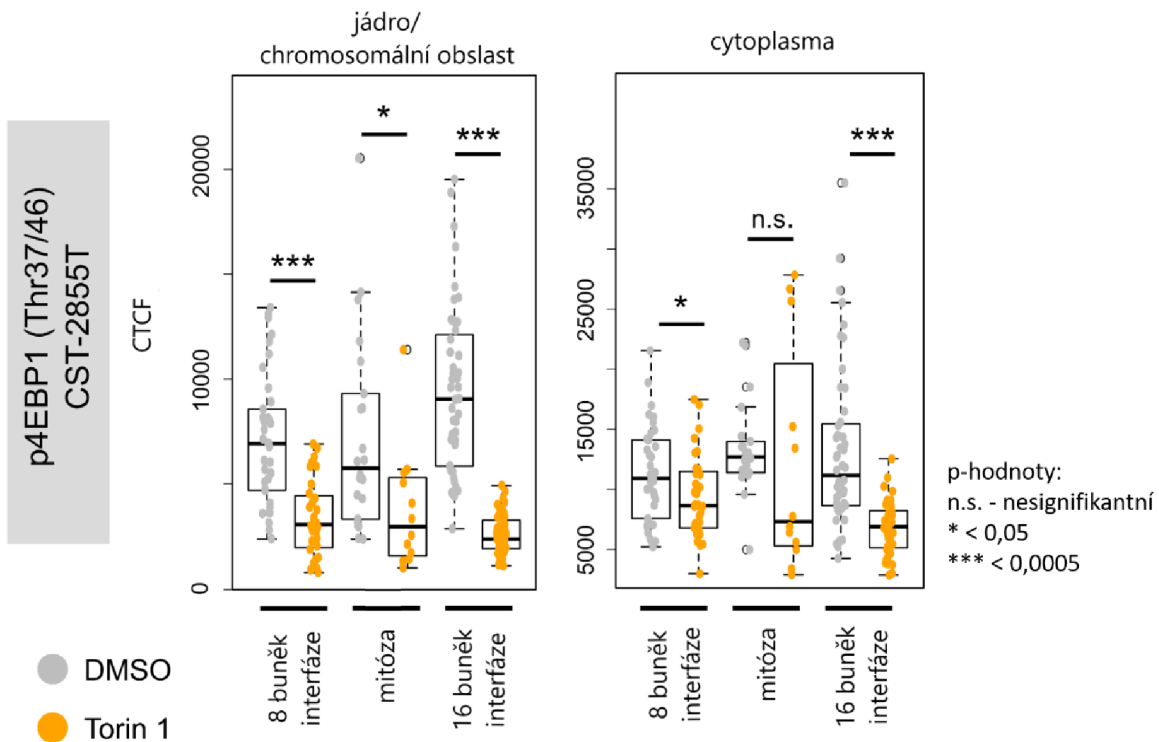 jádro/
chromosomální obslast
cytoplasma
p4EBP1 (Thr37/46)
CST-2855T
CTCF
0
10000
20000
***
*
***
5000
15000
25000
35000
*
n.s.
***
8 buněk
interfáze
mitóza
16 buněk
interfáze
8 buněk
interfáze
mitóza
16 buněk
interfáze
p-hodnoty:
n.s. - nesignifikantní
* < 0,05
*** < 0,0005
DMSO
Torin 1